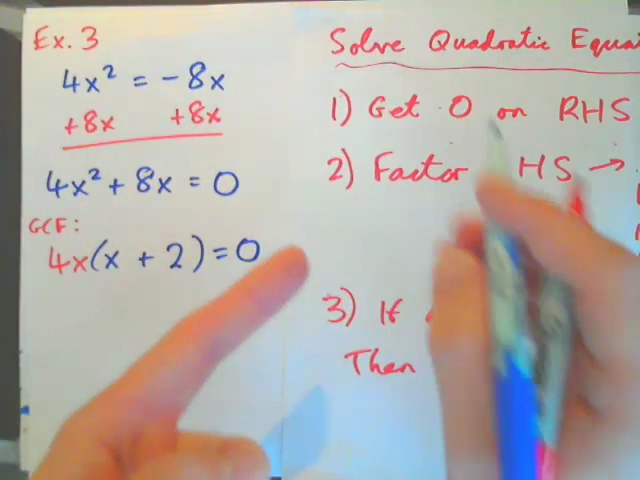 Ex. 3
4x² = -8x
+8x +8x
4x² + 8x = 0
GCF:
4x(x + 2) = 0
Solve Quadratic
1) Get 0 on RHS
2) Factor HS →
3) If
Then